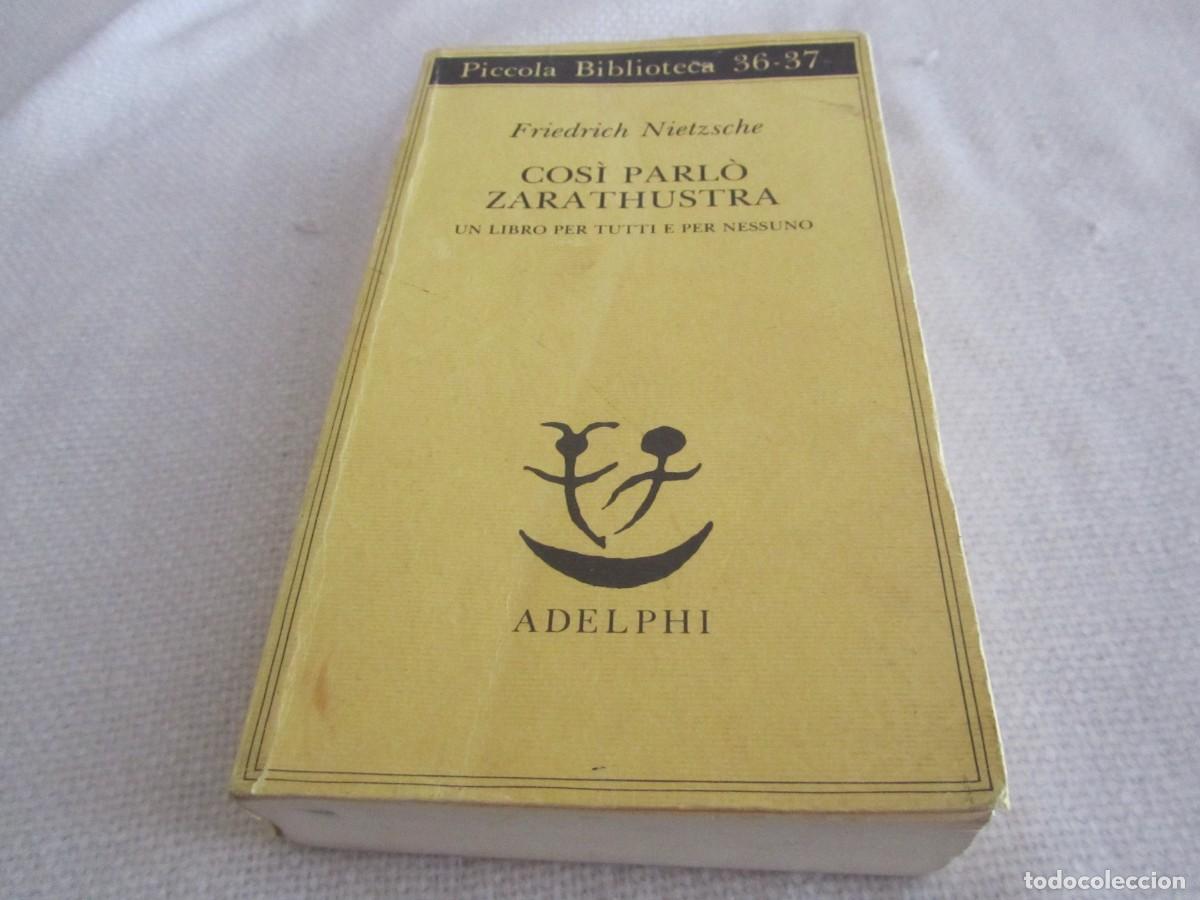 Piccola Biblioteca 36-37
Friedrich Nietzsche
COSÌ PARLÒ
ZARATHUSTRA
UN LIBRO PER TUTTI E PER NESSUNO
ADELPHI
todocoleccion